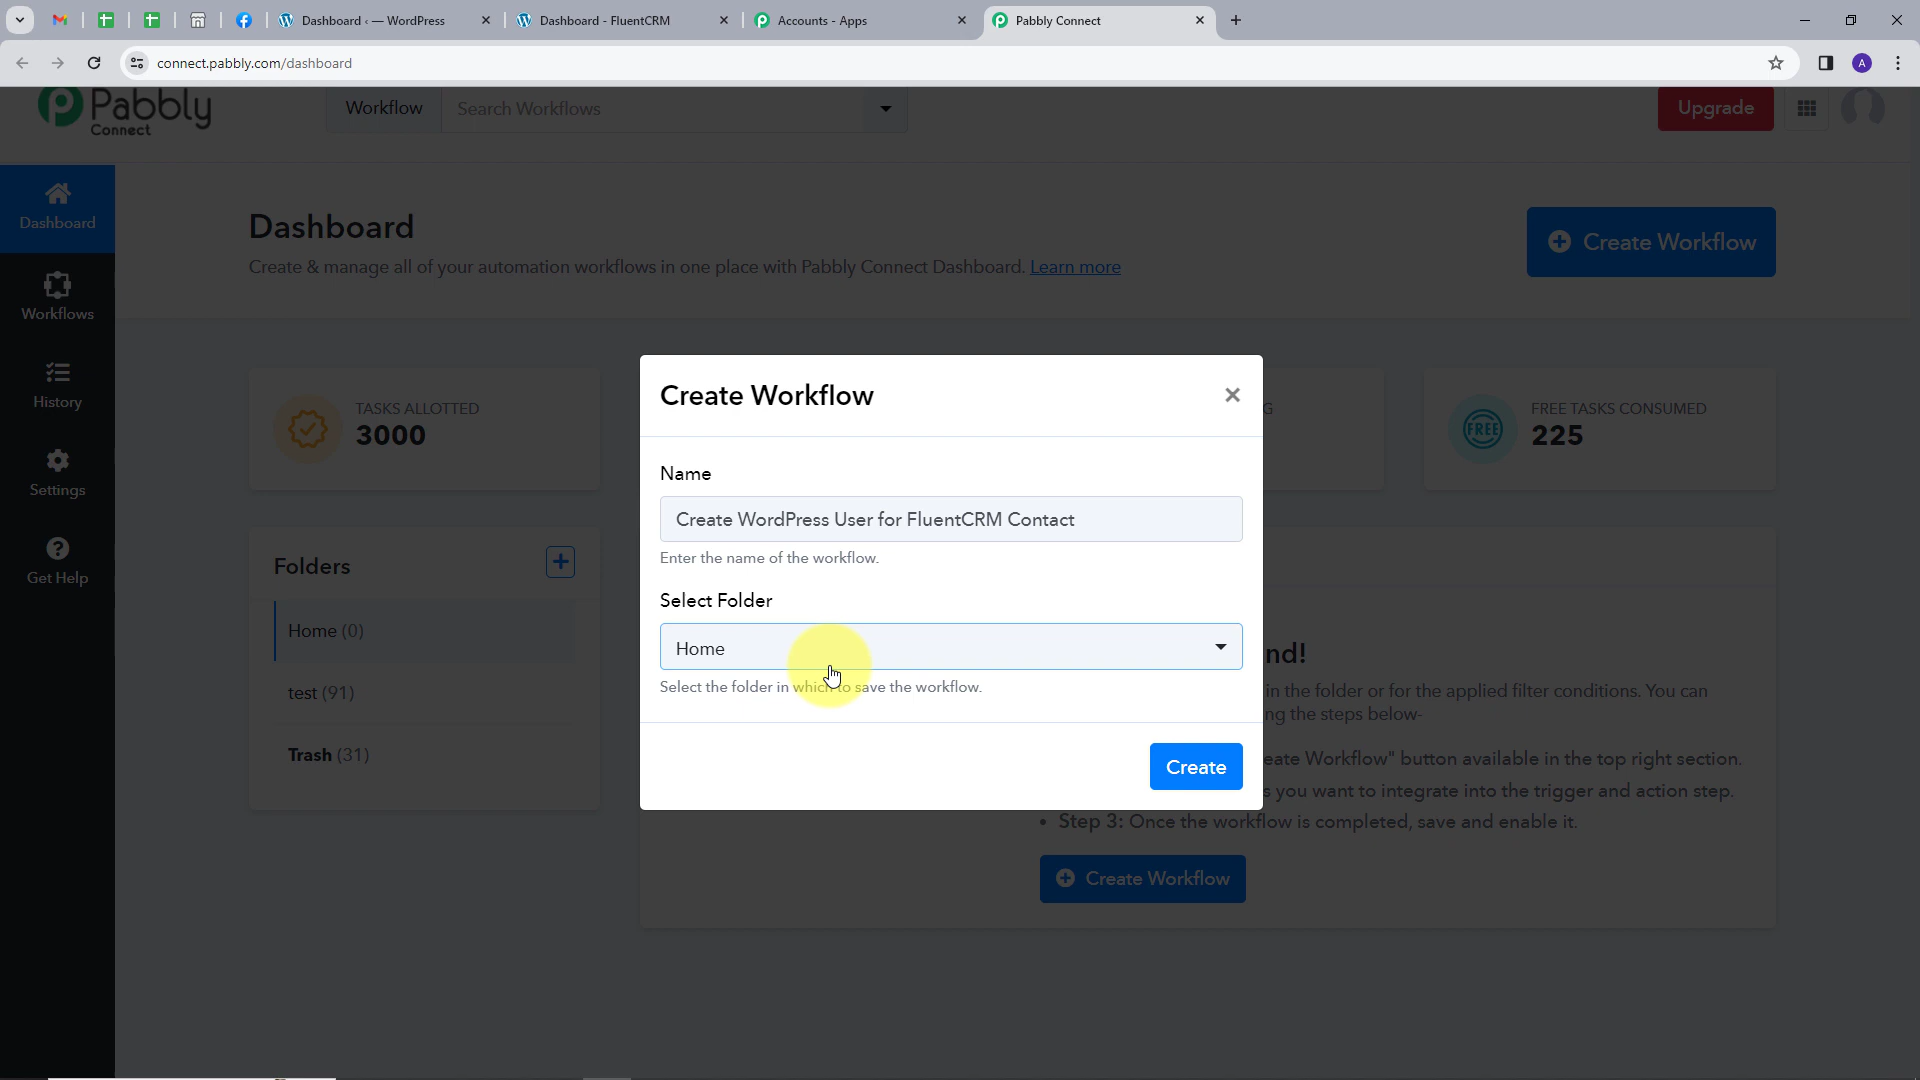 Dashboard ‹ — WordPress
Dashboard - FluentCRM
Accounts - Apps
Pabbly Connect
connect.pabbly.com/dashboard
A
Pabbly
Connect
Workflow
Search Workflows
Upgrade
Dashboard
Workflows
History
Settings
Get Help
Dashboard
Create & manage all of your automation workflows in one place with Pabbly Connect Dashboard. Learn more
Create Workflow
TASKS ALLOTTED
3000
G
FREE
FREE TASKS CONSUMED
225
Folders
Home (0)
test (91)
Trash (31)
Create Workflow
Name
Create WordPress User for FluentCRM Contact
Enter the name of the workflow.
Select Folder
Home
Select the folder in which to save the workflow.
Create
nd!
in the folder or for the applied filter conditions. You can
ng the steps below-
eate Workflow" button available in the top right section.
s you want to integrate into the trigger and action step.
• Step 3: Once the workflow is completed, save and enable it.
Create Workflow